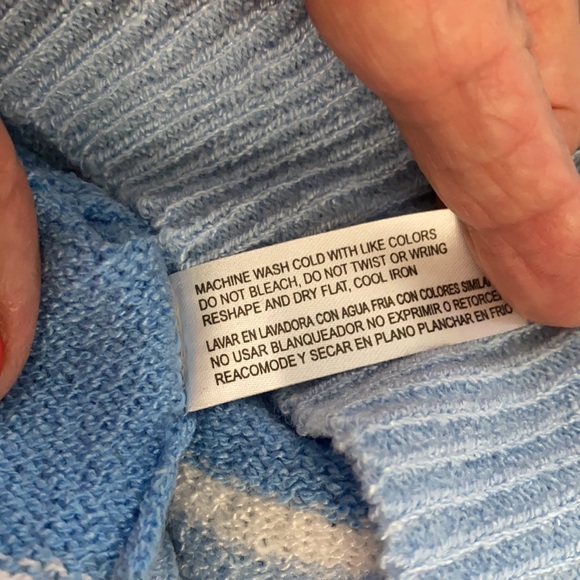 MACHINE WASH COLD WITH LIKE COLORS
DO NOT BLEACH, DO NOT TWIST OR WRING
RESHAPE AND DRY FLAT, COOL IRON
LAVAR EN LAVADORA CON AGUA FRIA CON COLORES
NO USAR BLANQUEADOR NO EXPRIMIR O
REACOMODE Y SECAR EN PLANO PLANCHAR EN FRIO